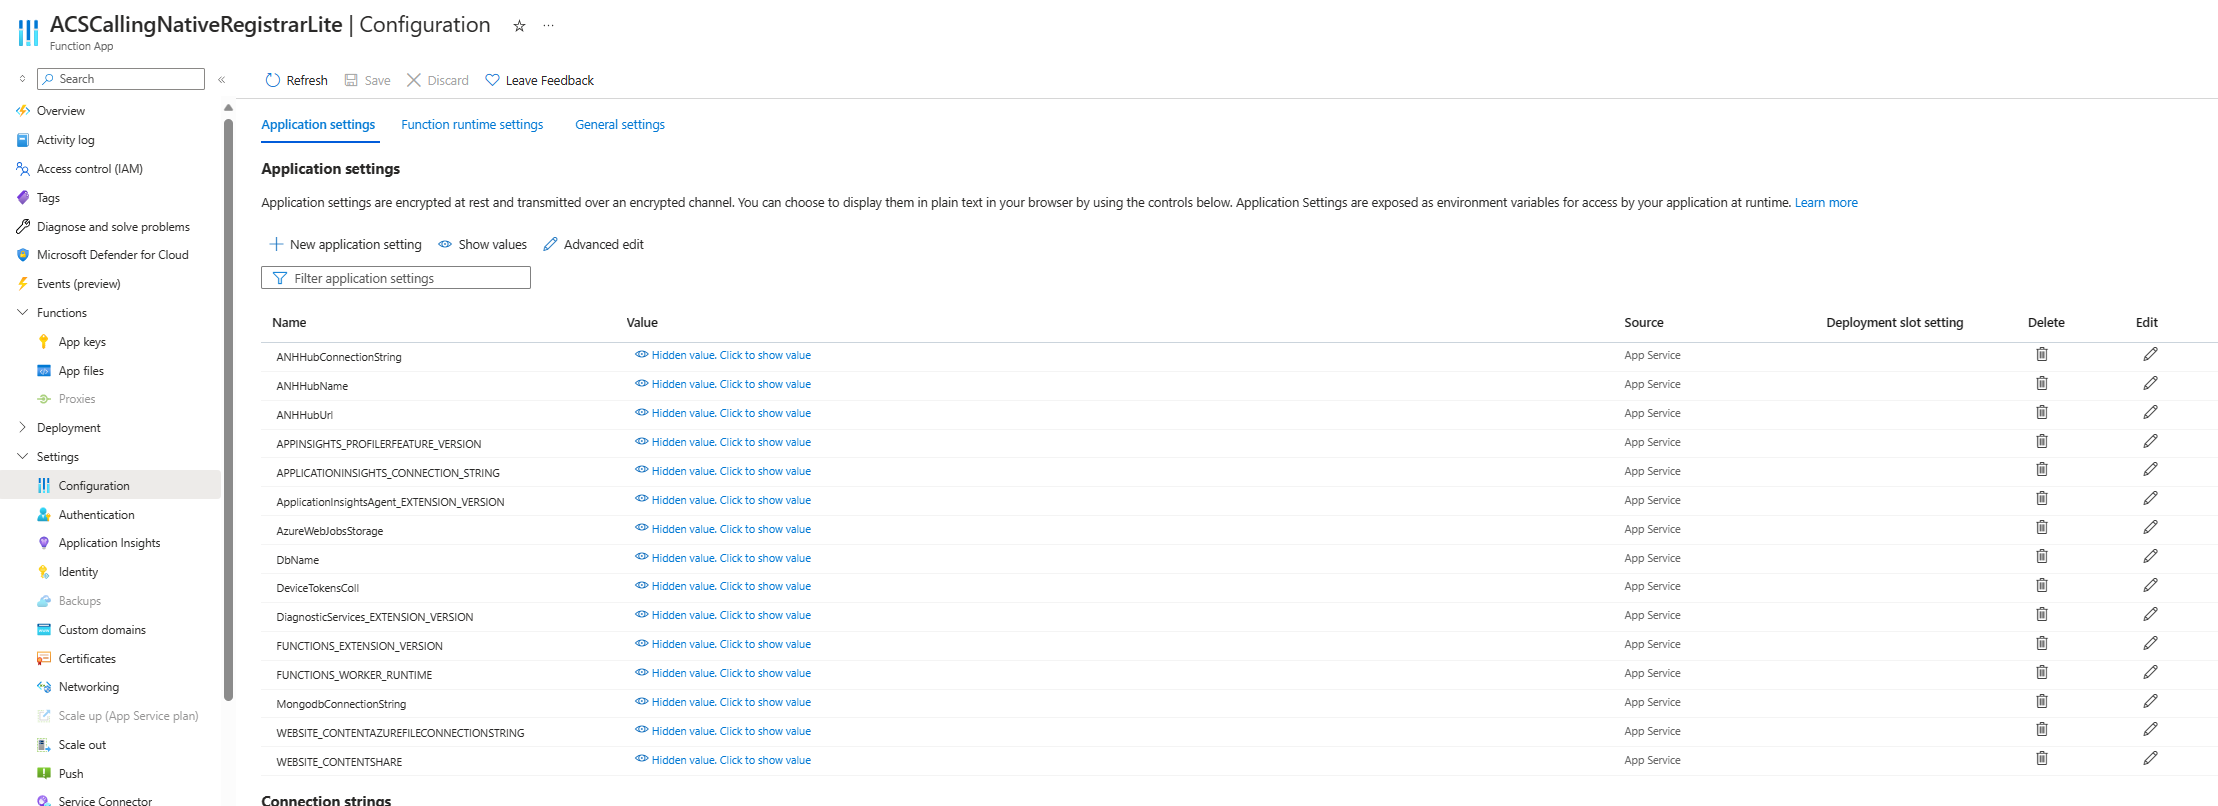 ACSCallingNativeRegistrarLite | Configuration
Function App
Search
Refresh Save Discard Leave Feedback
Overview
Activity log
Access control (IAM)
Tags
Diagnose and solve problems
Microsoft Defender for Cloud
Events (preview)
Functions
App keys
App files
Proxies
Deployment
Settings
Configuration
Authentication
Application Insights
Identity
Backups
Custom domains
Certificates
Networking
Scale up (App Service plan)
Scale out
Push
Service Connector
Application settings Function runtime settings General settings
Application settings
Application settings are encrypted at rest and transmitted over an encrypted channel. You can choose to display them in plain text in your browser by using the controls below. Application Settings are exposed as environment variables for access by your application at runtime. Learn more
New application setting Show values Advanced edit
Filter application settings
Name Value Source Deployment slot setting Delete Edit
ANHHubConnectionString Hidden value. Click to show value App Service
ANHHubName Hidden value. Click to show value App Service
ANHHubUrl Hidden value. Click to show value App Service
APPINSIGHTS_PROFILERFEATURE_VERSION Hidden value. Click to show value App Service
APPLICATIONINSIGHTS_CONNECTION_STRING Hidden value. Click to show value App Service
ApplicationInsightsAgent_EXTENSION_VERSION Hidden value. Click to show value App Service
AzureWebJobsStorage Hidden value. Click to show value App Service
DbName Hidden value. Click to show value App Service
DeviceTokensColl Hidden value. Click to show value App Service
DiagnosticServices_EXTENSION_VERSION Hidden value. Click to show value App Service
FUNCTIONS_EXTENSION_VERSION Hidden value. Click to show value App Service
FUNCTIONS_WORKER_RUNTIME Hidden value. Click to show value App Service
MongodbConnectionString Hidden value. Click to show value App Service
WEBSITE_CONTENTAZUREFILECONNECTIONSTRING Hidden value. Click to show value App Service
WEBSITE_CONTENTSHARE Hidden value. Click to show value App Service
Connection strings